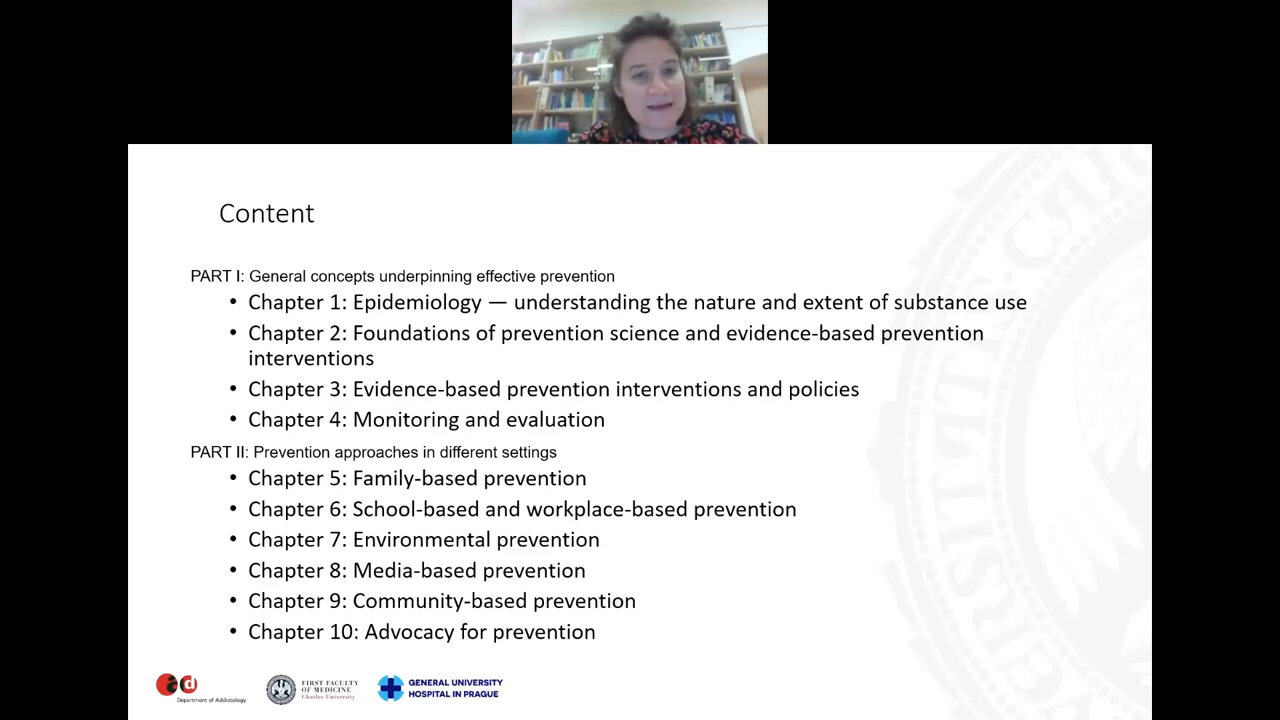 Content
PART I: General concepts underpinning effective prevention
• Chapter 1: Epidemiology — understanding the nature and extent of substance use
• Chapter 2: Foundations of prevention science and evidence-based prevention
interventions
• Chapter 3: Evidence-based prevention interventions and policies
• Chapter 4: Monitoring and evaluation
PART II: Prevention approaches in different settings
• Chapter 5: Family-based prevention
• Chapter 6: School-based and workplace-based prevention
• Chapter 7: Environmental prevention
• Chapter 8: Media-based prevention
• Chapter 9: Community-based prevention
• Chapter 10: Advocacy for prevention
ad
Department of Addictology
FIRST FACULTY
OF MEDICINE
Charles University
GENERAL UNIVERSITY
HOSPITAL IN PRAGUE